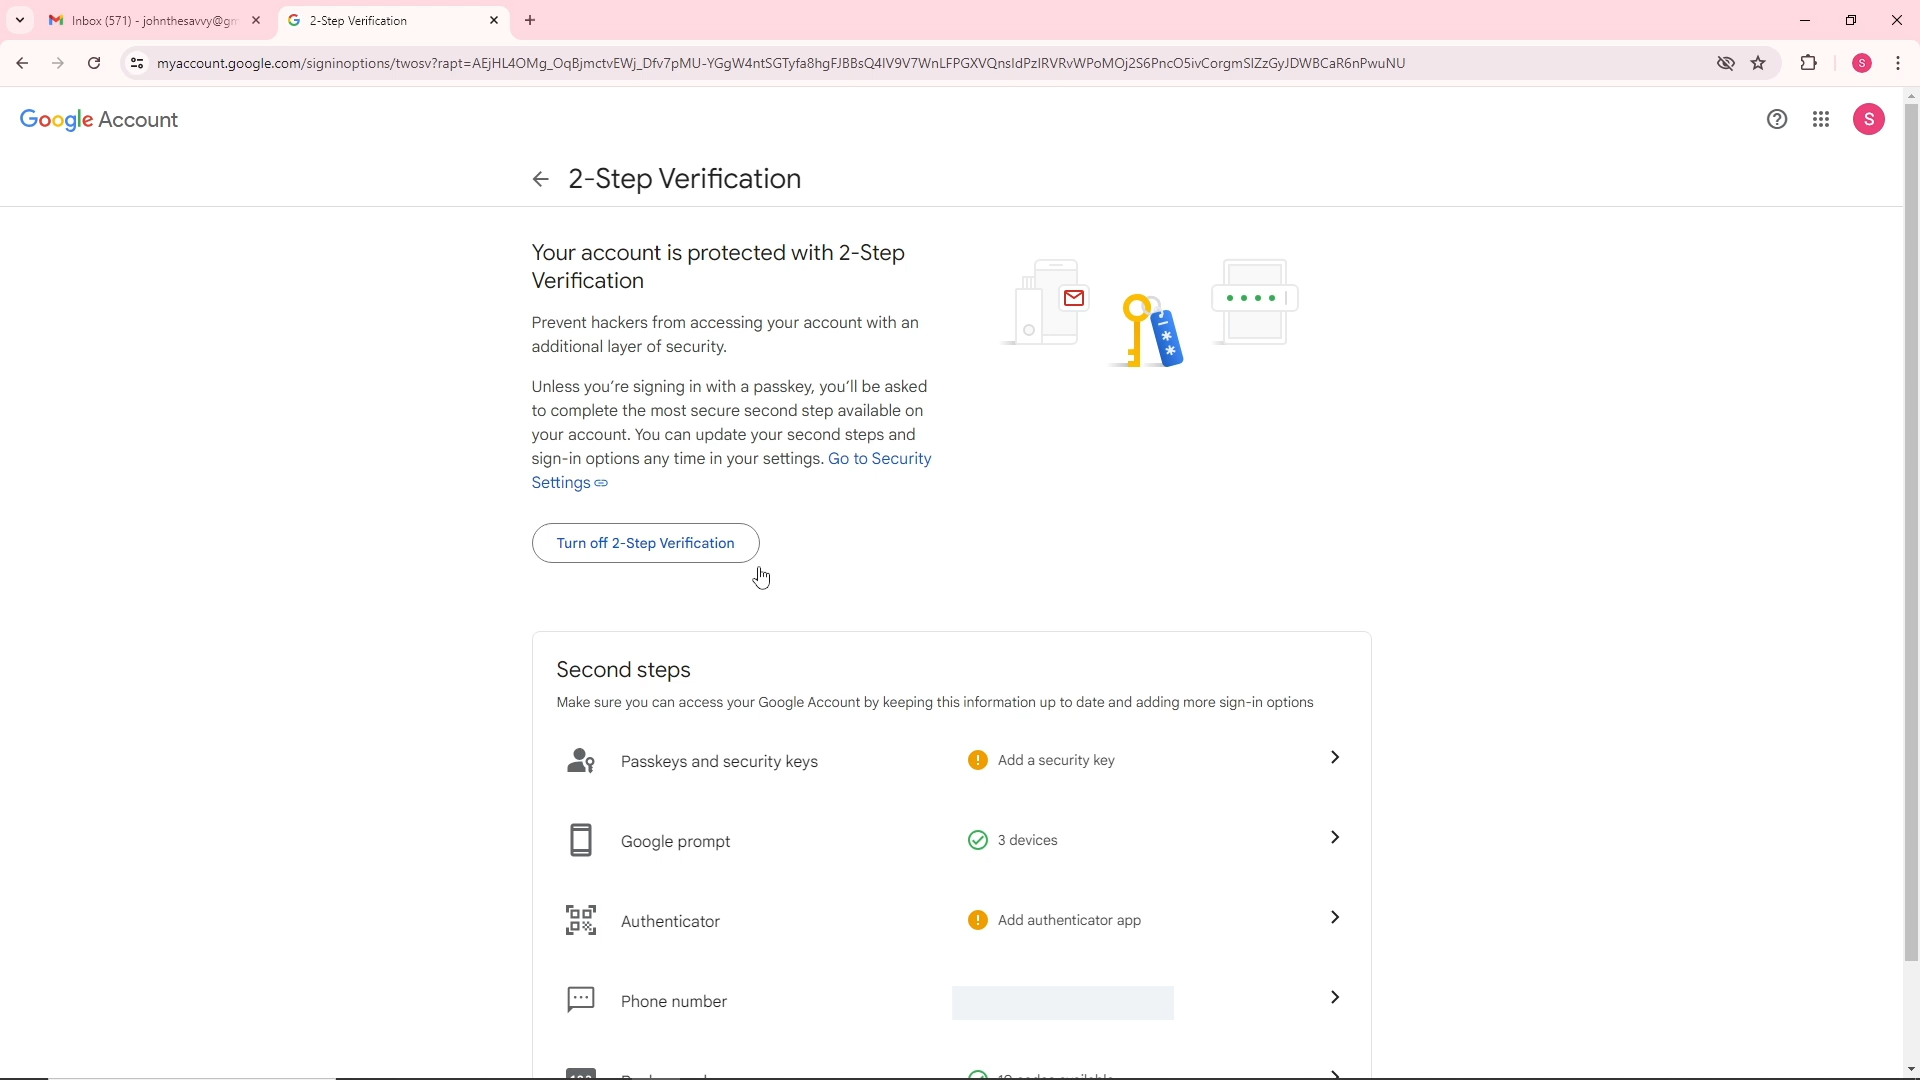 Inbox (571) - johnthesavvy@gm
2-Step Verification
myaccount.google.com/signinoptions/twosv?rapt=AEjHL4OMg_OqBjmctvEWj_Dfv7pMU-YGgW4ntSGTyfa8hgFJBBsQ4IV9V7WnLFPGXVQnsIdPzIRVRvWPoMOj2S6PncO5ivCorgmSIZzGyJDWBCaR6nPwuNU
S
Google Account
S
2-Step Verification
Your account is protected with 2-Step
Verification
Prevent hackers from accessing your account with an
additional layer of security.
Unless you're signing in with a passkey, you'll be asked
to complete the most secure second step available on
your account. You can update your second steps and
sign-in options any time in your settings. Go to Security
Settings
Turn off 2-Step Verification
Second steps
Make sure you can access your Google Account by keeping this information up to date and adding more sign-in options
Passkeys and security keys
Add a security key
Google prompt
3 devices
Authenticator
Add authenticator app
Phone number